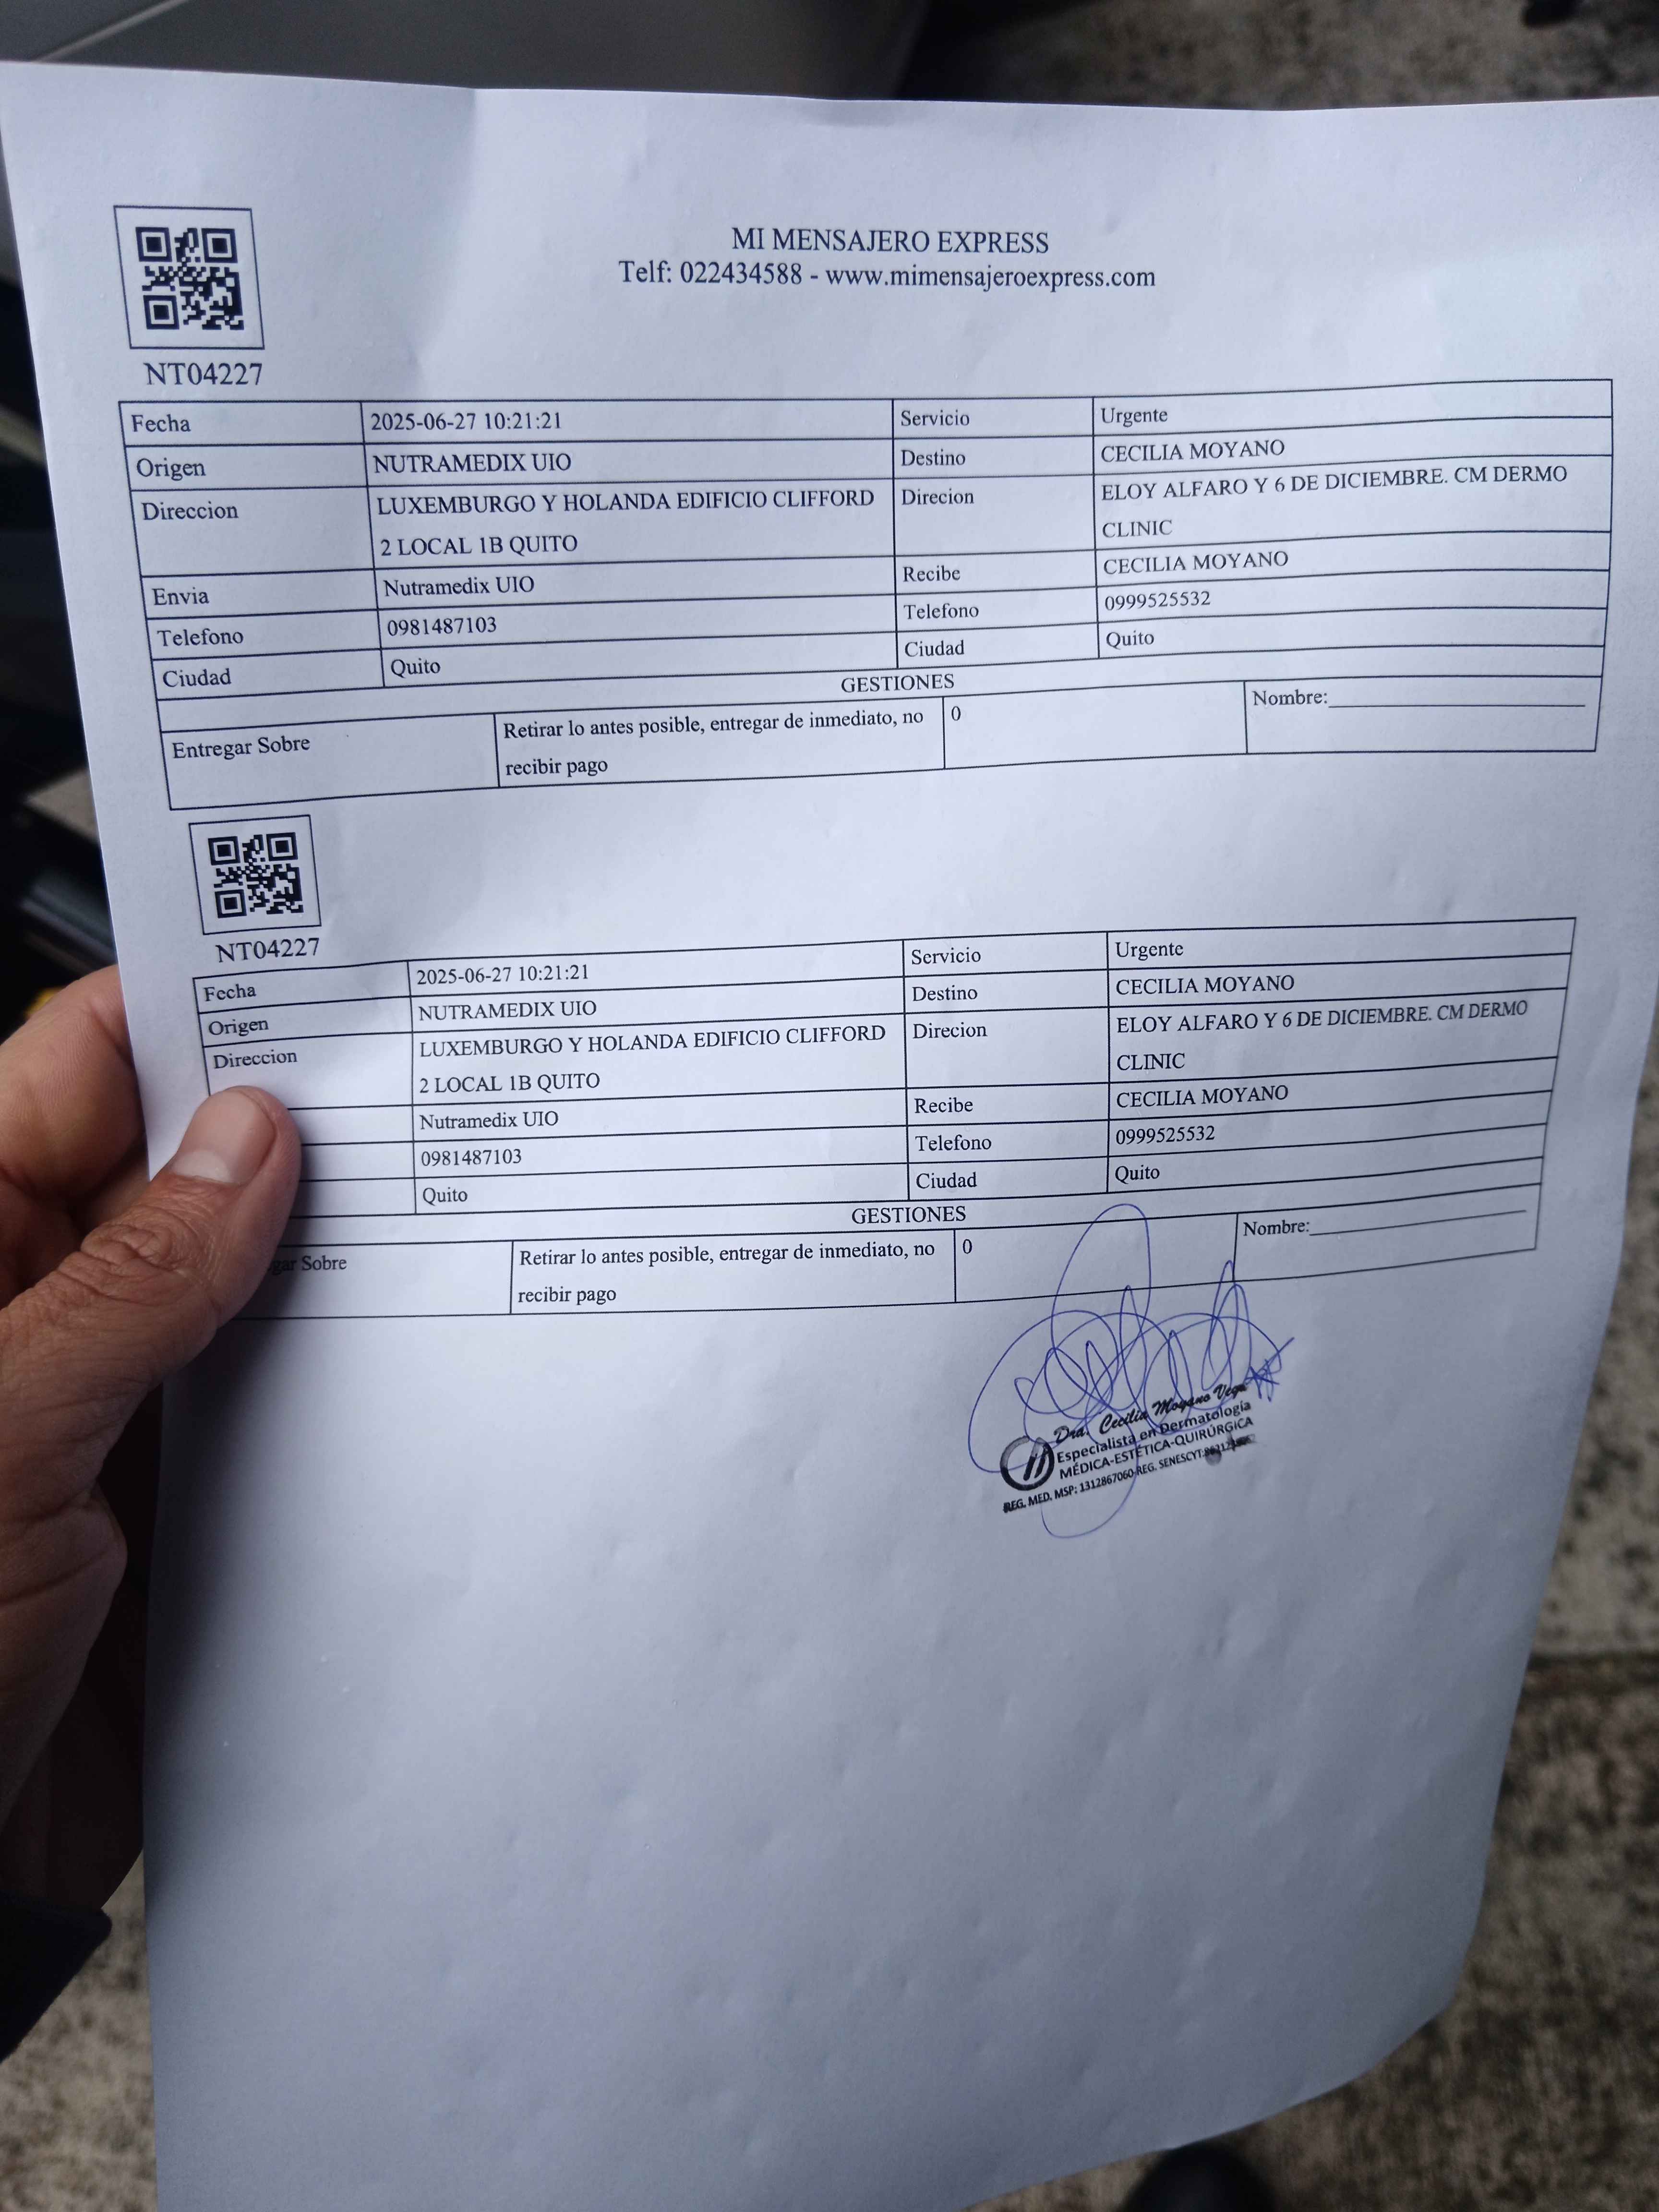 MI MENSAJERO EXPRESS
Telf: 022434588 - www.mimensajeroexpress.com
NT04227
Fecha 2025-06-27 10:21:21 Servicio Urgente
Origen NUTRAMEDIX UIO Destino CECILIA MOYANO
Direccion LUXEMBURGO Y HOLANDA EDIFICIO CLIFFORD Direcion ELOY ALFARO Y 6 DE DICIEMBRE. CM DERMO
2 LOCAL 1B QUITO CLINIC
Envia Nutramedix UIO Recibe CECILIA MOYANO
Telefono 0981487103 Telefono 0999525532
Ciudad Quito Ciudad Quito
GESTIONES
Entregar Sobre Retirar lo antes posible, entregar de inmediato, no 0 Nombre:
recibir pago
NT04227
Fecha 2025-06-27 10:21:21 Servicio Urgente
Origen NUTRAMEDIX UIO Destino CECILIA MOYANO
Direccion LUXEMBURGO Y HOLANDA EDIFICIO CLIFFORD Direcion ELOY ALFARO Y 6 DE DICIEMBRE. CM DERMO
2 LOCAL 1B QUITO CLINIC
Nutramedix UIO Recibe CECILIA MOYANO
0981487103 Telefono 0999525532
Quito Ciudad Quito
GESTIONES
gar Sobre Retirar lo antes posible, entregar de inmediato, no 0 Nombre:
recibir pago
Dra. Cecilia Moyano Vega
Especialista en Dermatología
MÉDICA-ESTÉTICA-QUIRÚRGICA
REG. MED. MSP: 1312867060-REG. SENESCYT: